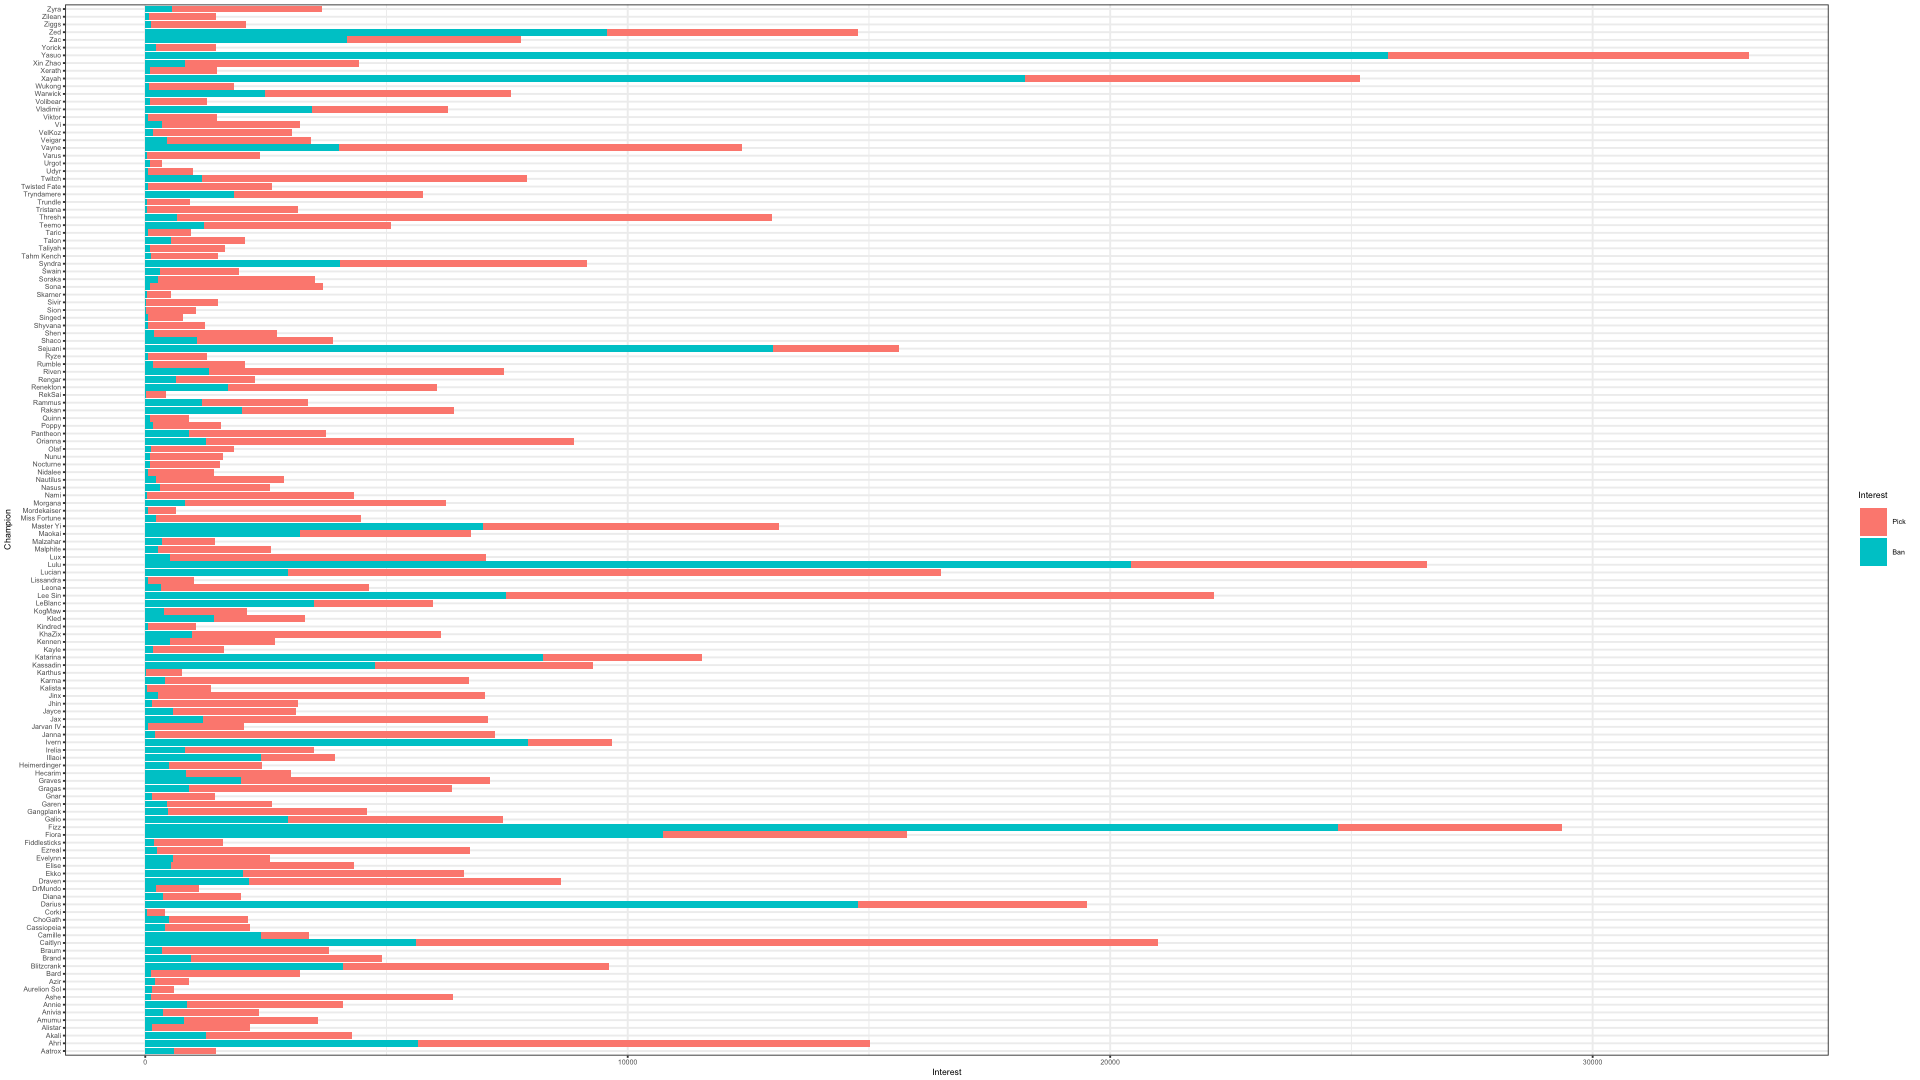 Zyra
Zilean
Ziggs
Zed
Zac
Yorick
Yasuo
Xin Zhao
Xerath
Xayah
Wukong
Warwick
Volibear
Vladimir
Viktor
Vi
VelKoz
Veigar
Vayne
Varus
Urgot
Udyr
Twitch
Twisted Fate
Tryndamere
Trundle
Tristana
Thresh
Teemo
Taric
Talon
Taliyah
Tahm Kench
Syndra
Swain
Soraka
Sona
Skarner
Sivir
Sion
Singed
Shyvana
Shen
Shaco
Sejuani
Ryze
Rumble
Riven
Rengar
Renekton
RekSai
Rammus
Rakan
Quinn
Poppy
Pantheon
Orianna
Olaf
Nunu
Nocturne
Nidalee
Nautilus
Nasus
Nami
Morgana
Mordekaiser
Miss Fortune
Master Yi
Maokai
Malzahar
Malphite
Lux
Lulu
Lucian
Lissandra
Leona
Lee Sin
LeBlanc
KogMaw
Kled
Kindred
KhaZix
Kennen
Kayle
Katarina
Kassadin
Karthus
Karma
Kalista
Jinx
Jhin
Jayce
Jax
Jarvan IV
Janna
Ivern
Irelia
Illaoi
Heimerdinger
Hecarim
Graves
Gragas
Gnar
Garen
Gangplank
Galio
Fizz
Fiora
Fiddlesticks
Ezreal
Evelynn
Elise
Ekko
Draven
DrMundo
Diana
Darius
Corki
ChoGath
Cassiopeia
Camille
Caitlyn
Braum
Brand
Blitzcrank
Bard
Azir
Aurelion Sol
Ashe
Annie
Anivia
Amumu
Alistar
Akali
Ahri
Aatrox
Champion
0 10000 20000 30000
Interest
Interest
Pick
Ban